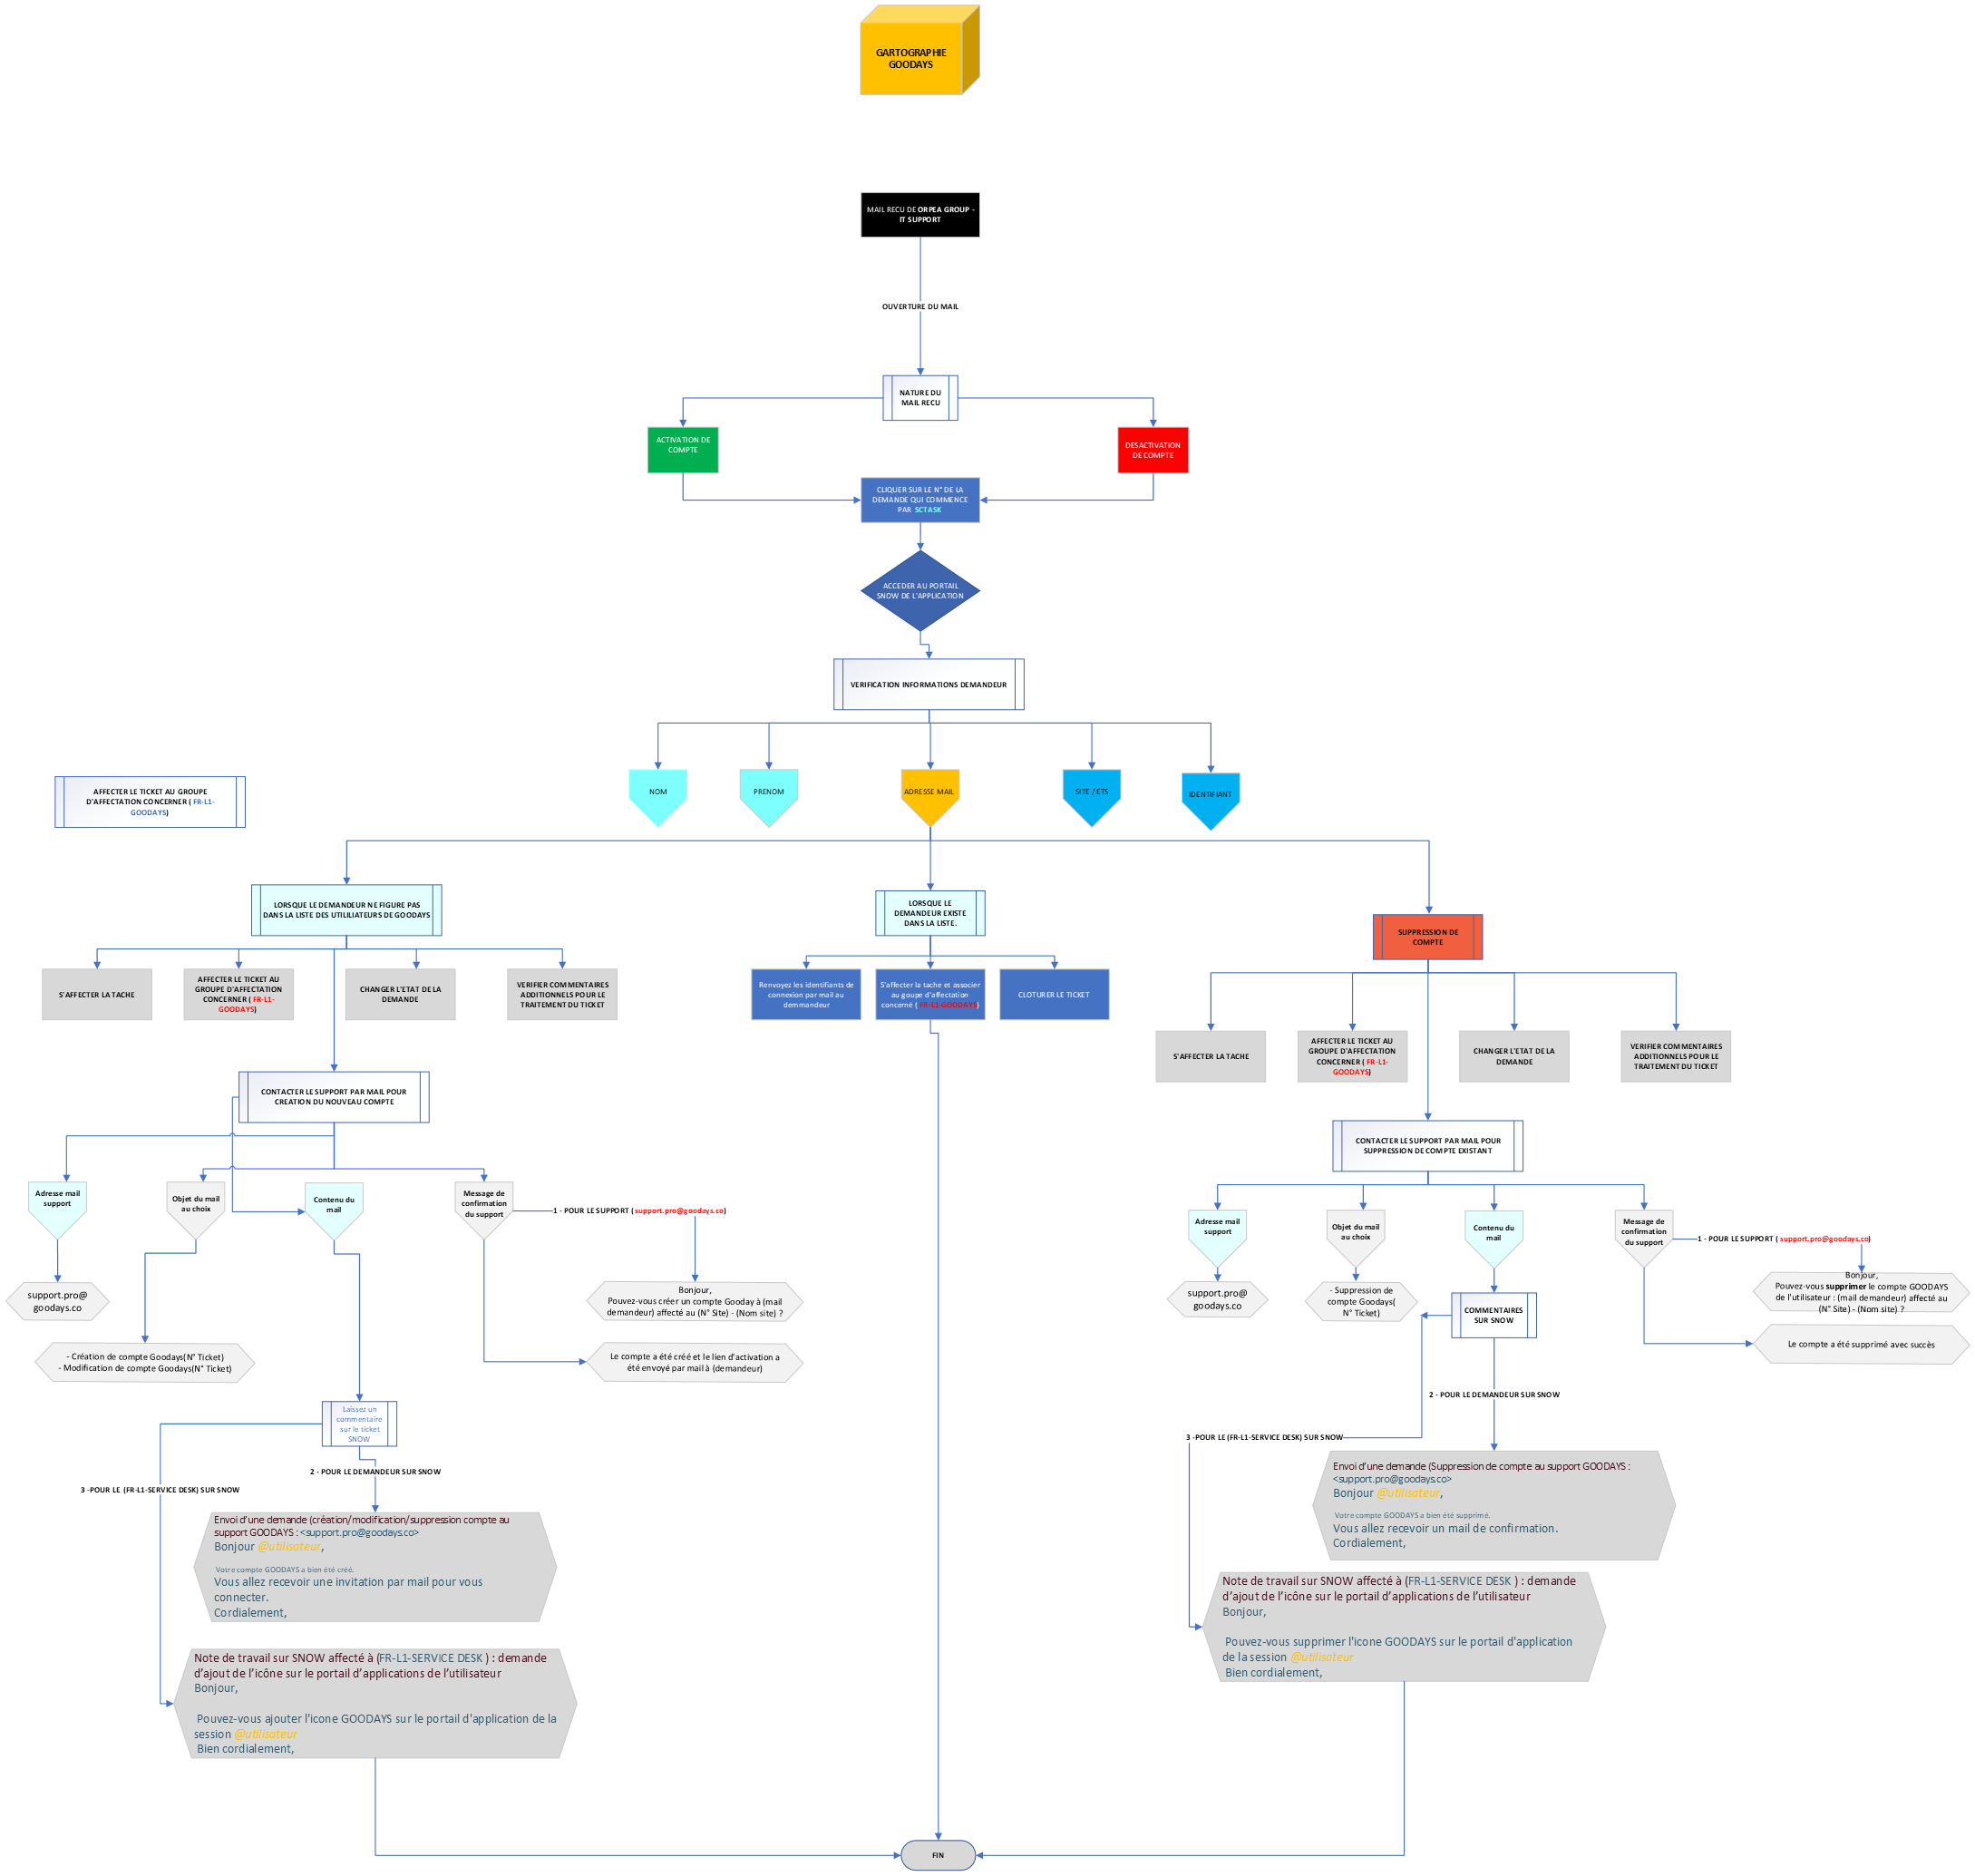 GARTOGRAPHIE
GOODAYS
MAIL RECU DE ORPEA GROUP -
IT SUPPORT
OUVERTURE DU MAIL
NATURE DU
MAIL RECU
ACTIVATION DE
COMPTE
DESACTIVATION
DE COMPTE
CLIQUER SUR LE N° DE LA
DEMANDE QUI COMMENCE
PAR SCTASK
ACCEDER AU PORTAIL
SNOW DE L'APPLICATION
VERIFICATION INFORMATIONS DEMANDEUR
NOM
PRENOM
ADRESSE MAIL
SITE / ETS
IDENTIFIANT
AFFECTER LE TICKET AU GROUPE
D'AFFECTATION CONCERNER ( FR-L1-
GOODAYS)
LORSQUE LE DEMANDEUR NE FIGURE PAS
DANS LA LISTE DES UTILILIATEURS DE GOODAYS
LORSQUE LE
DEMANDEUR EXISTE
DANS LA LISTE.
SUPPRESSION DE
COMPTE
S'AFFECTER LA TACHE
AFFECTER LE TICKET AU
GROUPE D'AFFECTATION
CONCERNER ( FR-L1-
GOODAYS)
CHANGER L'ETAT DE LA
DEMANDE
VERIFIER COMMENTAIRES
ADDITIONNELS POUR LE
TRAITEMENT DU TICKET
Renvoyez les identifiants de
connexion par mail au
demmandeur
S'affecter la tache et associer
au goupe d'affectation
concerné ( FR-L1-GOODAYS)
CLOTURER LE TICKET
S'AFFECTER LA TACHE
AFFECTER LE TICKET AU
GROUPE D'AFFECTATION
CONCERNER ( FR-L1-
GOODAYS)
CHANGER L'ETAT DE LA
DEMANDE
VERIFIER COMMENTAIRES
ADDITIONNELS POUR LE
TRAITEMENT DU TICKET
CONTACTER LE SUPPORT PAR MAIL POUR
CREATION DU NOUVEAU COMPTE
CONTACTER LE SUPPORT PAR MAIL POUR
SUPPRESSION DE COMPTE EXISTANT
Adresse mail
support
Objet du mail
au choix
Contenu du
mail
Message de
confirmation
du support
1 - POUR LE SUPPORT ( support.pro@goodays.co)
Adresse mail
support
Objet du mail
au choix
Contenu du
mail
Message de
confirmation
du support
1 - POUR LE SUPPORT ( support.pro@goodays.co)
support.pro@
goodays.co
Bonjour,
Pouvez-vous créer un compte Gooday à (mail
demandeur) affecté au (N° Site) - (Nom site) ?
support.pro@
goodays.co
- Suppression de
compte Goodays(
N° Ticket)
COMMENTAIRES
SUR SNOW
Bonjour,
Pouvez-vous supprimer le compte GOODAYS
de l'utilisateur : (mail demandeur) affecté au
(N° Site) - (Nom site) ?
- Création de compte Goodays(N° Ticket)
- Modification de compte Goodays(N° Ticket)
Le compte a été créé et le lien d'activation a
été envoyé par mail à (demandeur)
Le compte a été supprimé avec succès
Laissez un
commentaire
sur le ticket
SNOW
2 - POUR LE DEMANDEUR SUR SNOW
3 -POUR LE (FR-L1-SERVICE DESK) SUR SNOW
2 - POUR LE DEMANDEUR SUR SNOW
3 -POUR LE (FR-L1-SERVICE DESK) SUR SNOW
Envoi d'une demande (Suppression de compte au support GOODAYS :
<support.pro@goodays.co>
Bonjour @utilisateur,
Votre compte GOODAYS a bien été supprimé.
Vous allez recevoir un mail de confirmation.
Cordialement,
Envoi d'une demande (création/modification/suppression compte au
support GOODAYS : <support.pro@goodays.co>
Bonjour @utilisateur,
Votre compte GOODAYS a bien été créé.
Vous allez recevoir une invitation par mail pour vous
connecter.
Cordialement,
Note de travail sur SNOW affecté à (FR-L1-SERVICE DESK ) : demande
d'ajout de l'icône sur le portail d'applications de l'utilisateur
Bonjour,
Pouvez-vous supprimer l'icone GOODAYS sur le portail d'application
de la session @utilisateur
Bien cordialement,
Note de travail sur SNOW affecté à (FR-L1-SERVICE DESK ) : demande
d'ajout de l'icône sur le portail d'applications de l'utilisateur
Bonjour,
Pouvez-vous ajouter l'icone GOODAYS sur le portail d'application de la
session @utilisateur
Bien cordialement,
FIN